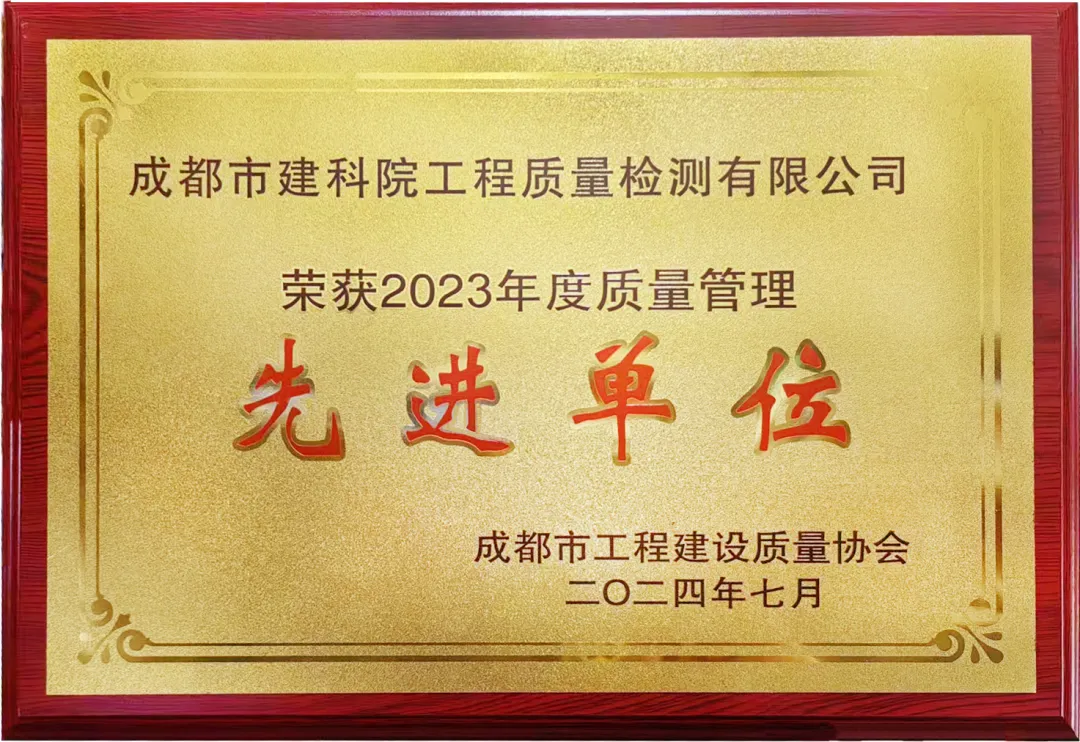 成都市建科院工程质量检测有限公司
荣获2023年度质量管理
先进单位
成都市工程建设质量协会
二〇二四年七月